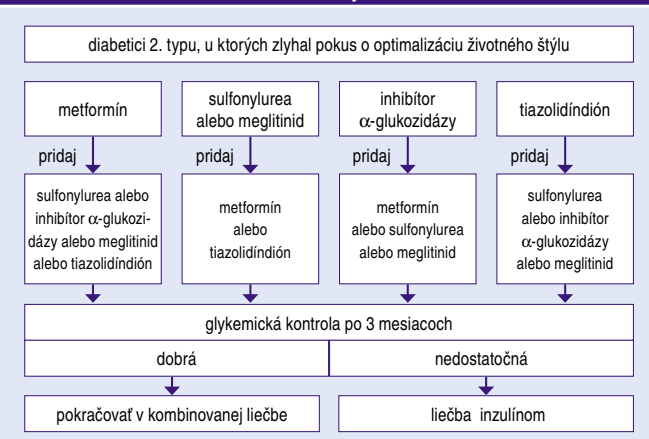 diabetici 2. typu, u ktorých zlyhal pokus o optimalizáciu životného štýlu
metformín
sulfonylurea
alebo meglitinid
inhibítor
α-glukozidázy
tiazolidíndión
pridaj
pridaj
pridaj
pridaj
sulfonylurea alebo
inhibítor α-glukozi-
dázy alebo meglitinid
alebo tiazolidíndión
metformín
alebo
tiazolidíndión
metformín
alebo sulfonylurea
alebo meglitinid
sulfonylurea
alebo inhibítor
α-glukozidázy
alebo meglitinid
glykemická kontrola po 3 mesiacoch
dobrá
nedostatočná
pokračovať v kombinovanej liečbe
liečba inzulínom